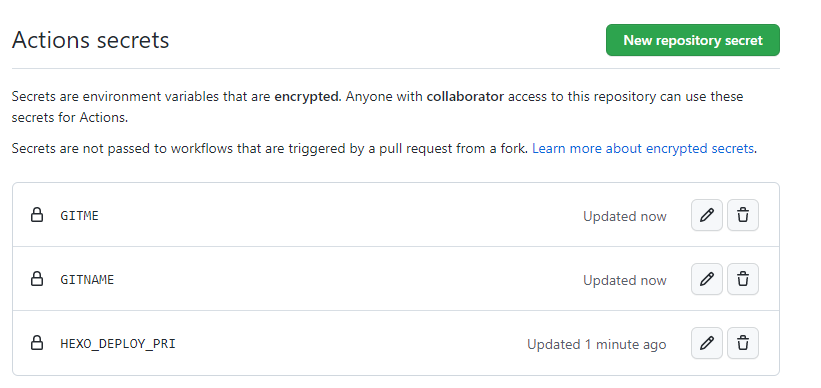 Actions secrets
New repository secret
Secrets are environment variables that are encrypted. Anyone with collaborator access to this repository can use these
secrets for Actions.
Secrets are not passed to workflows that are triggered by a pull request from a fork. Learn more about encrypted secrets.
GITME Updated now
GITNAME Updated now
HEXO_DEPLOY_PRI Updated 1 minute ago